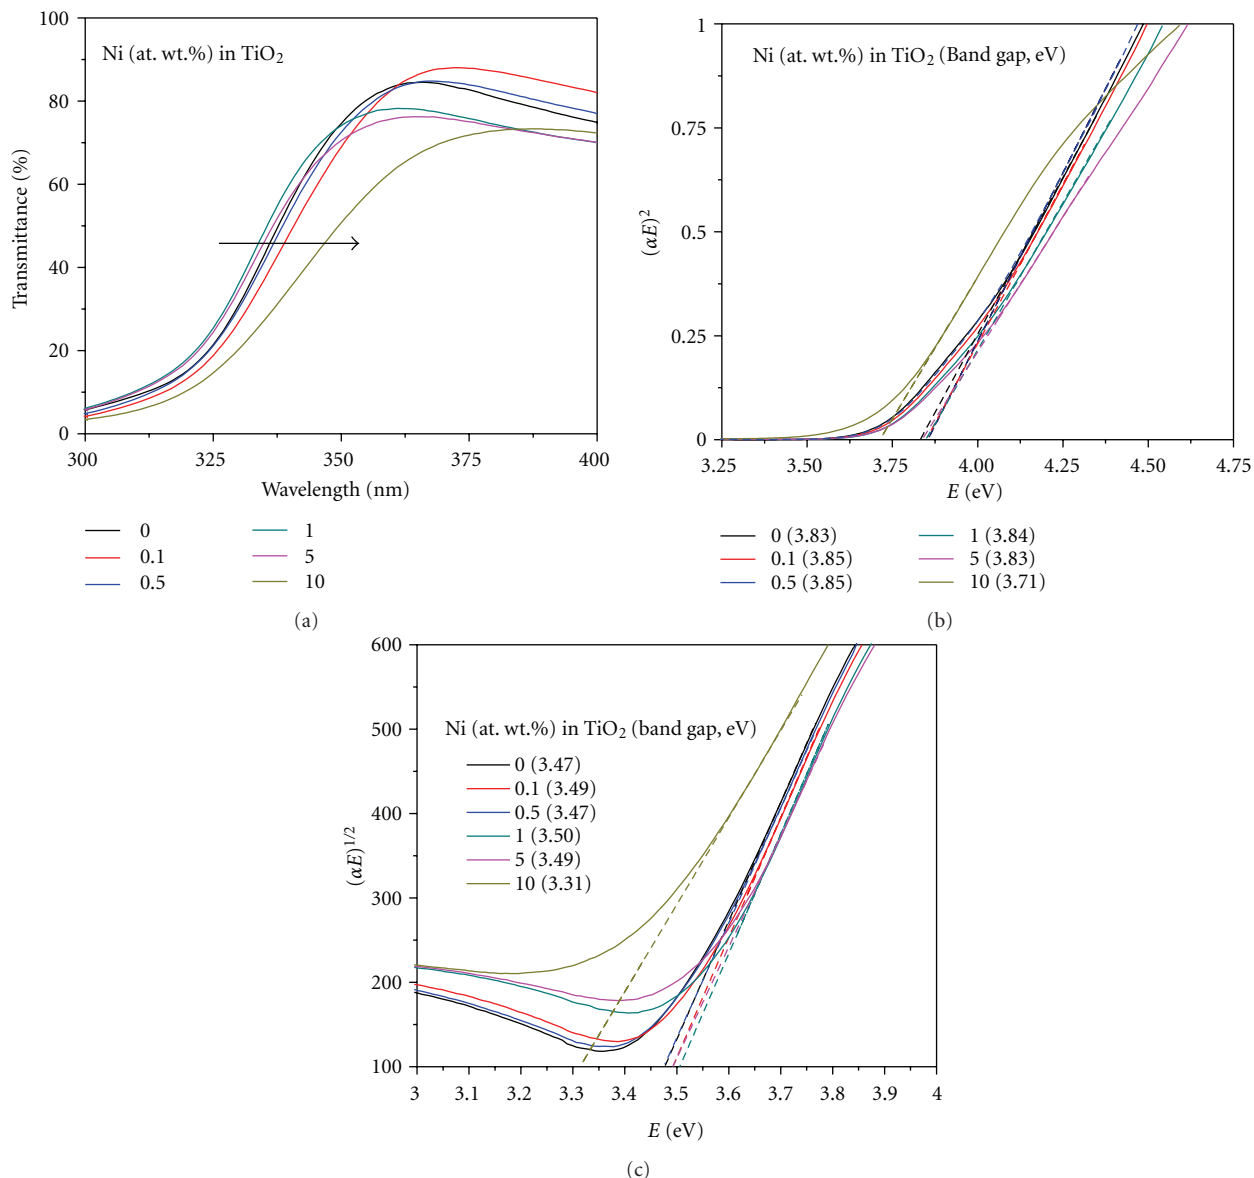 100
80
60
40
20
0
Transmittance (%)
Ni (at. wt.%) in TiO₂
300 325 350 375 400
Wavelength (nm)
0 1
0.1 5
0.5 10
(a)
1
0.75
0.5
0.25
0
(αE)²
Ni (at. wt.%) in TiO₂ (Band gap, eV)
3.25 3.50 3.75 4.00 4.25 4.50 4.75
E (eV)
0 (3.83) 1 (3.84)
0.1 (3.85) 5 (3.83)
0.5 (3.85) 10 (3.71)
(b)
600
500
400
300
200
100
(αE)^1/2
Ni (at. wt.%) in TiO₂ (band gap, eV)
0 (3.47)
0.1 (3.49)
0.5 (3.47)
1 (3.50)
5 (3.49)
10 (3.31)
3 3.1 3.2 3.3 3.4 3.5 3.6 3.7 3.8 3.9 4
E (eV)
(c)